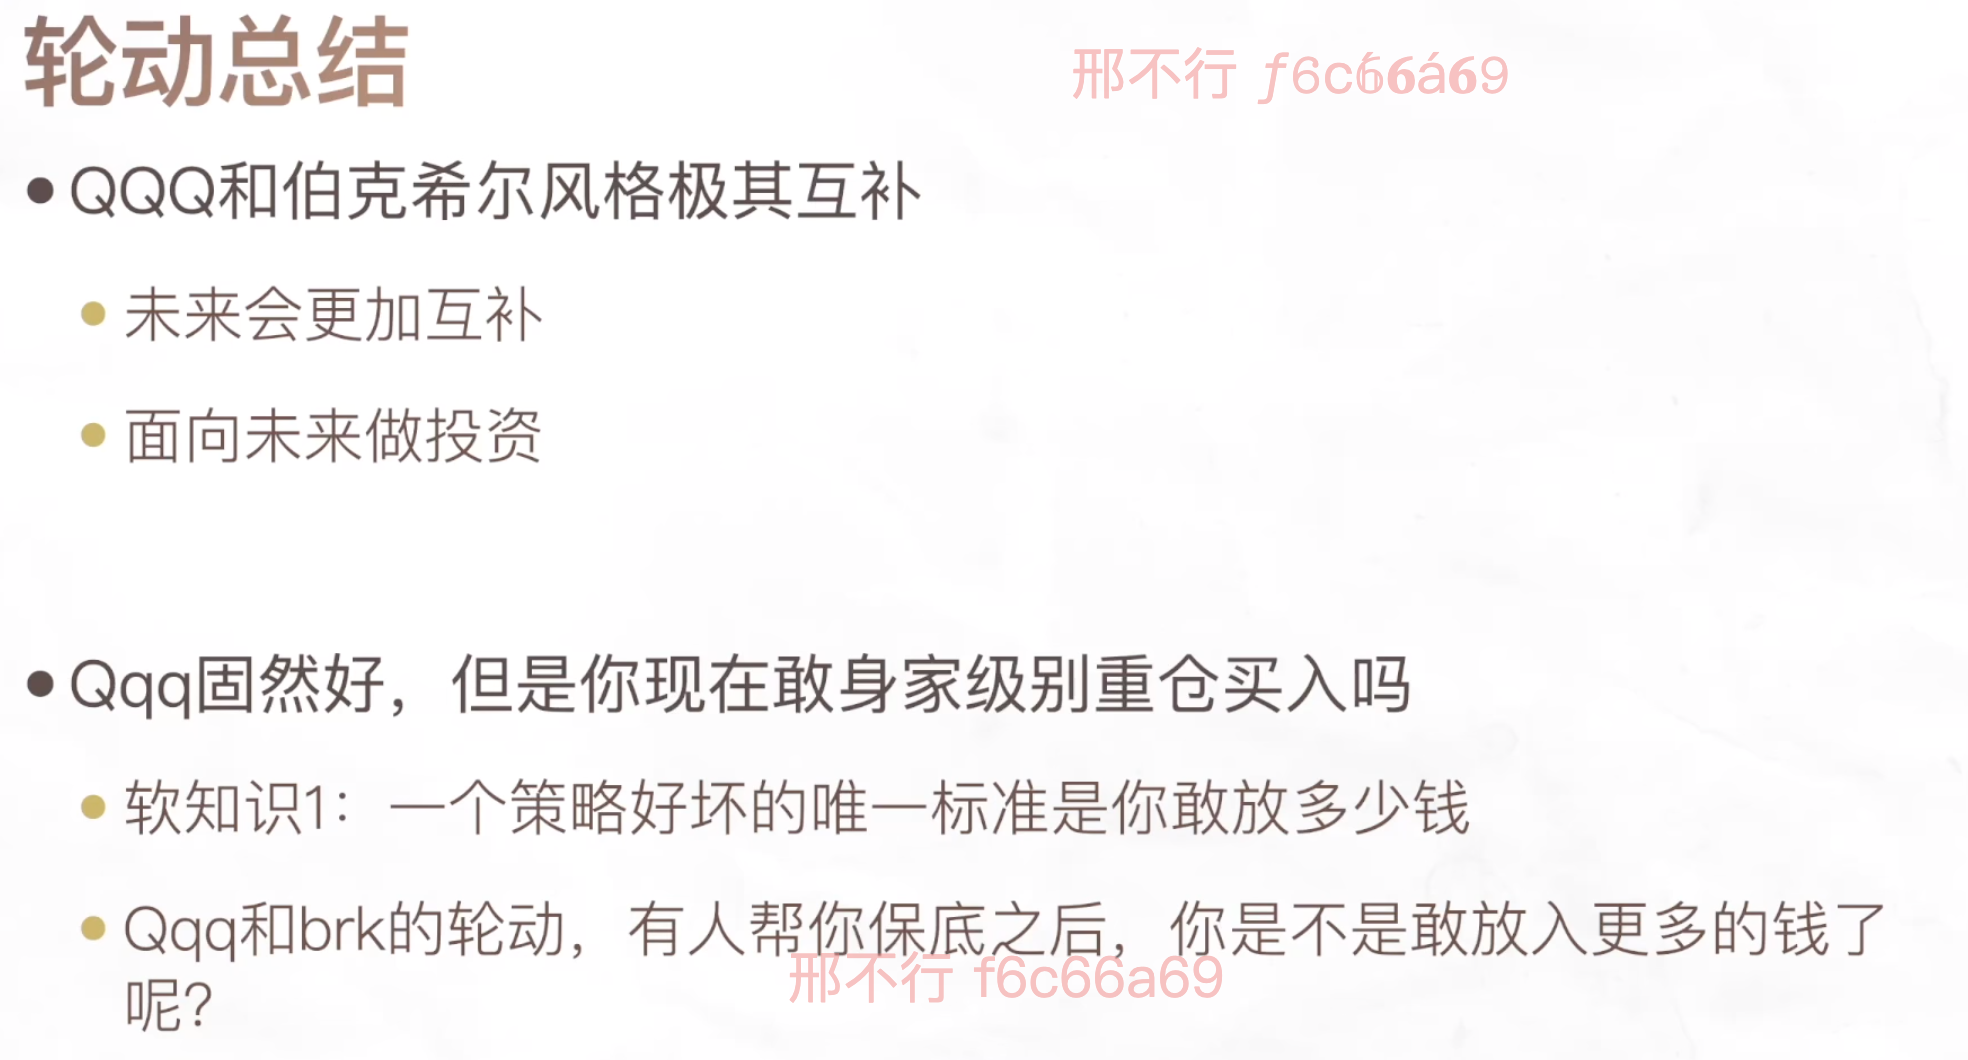 轮动总结
邢不行 f6c66a69
QQQ和伯克希尔风格极其互补
未来会更加互补
面向未来做投资
Qqq固然好，但是你现在敢身家级别重仓买入吗
软知识1：一个策略好坏的唯一标准是你敢放多少钱
Qqq和brk的轮动，有人帮你保底之后，你是不是敢放入更多的钱了
邢不行 f6c66a69
呢？